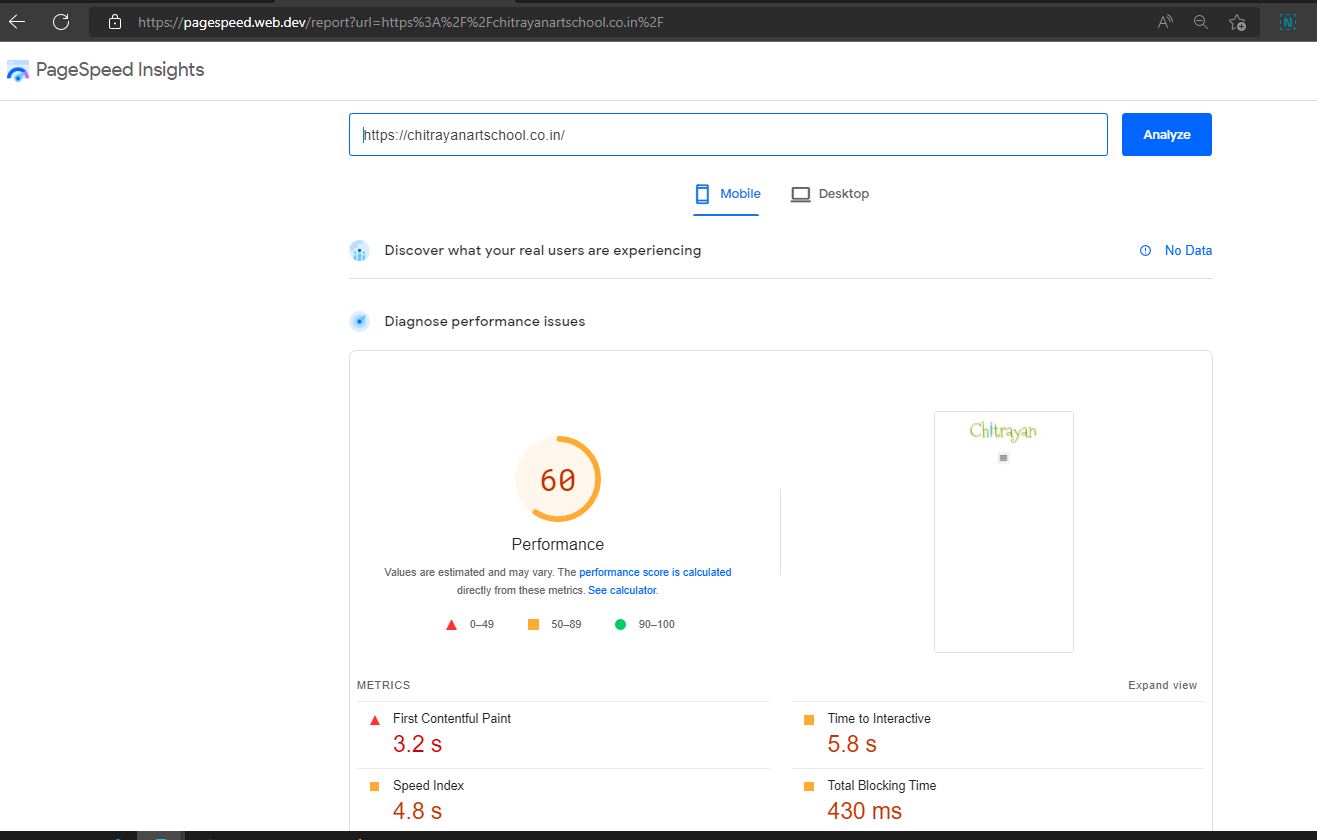 https://pagespeed.web.dev/report?url=https%3A%2F%2Fchitrayanartschool.co.in%2F
PageSpeed Insights
https://chitrayanartschool.co.in/
Analyze
Mobile
Desktop
Discover what your real users are experiencing
No Data
Diagnose performance issues
60
Performance
Values are estimated and may vary. The performance score is calculated
directly from these metrics. See calculator.
0–49
50–89
90–100
Chitrayan
METRICS
Expand view
First Contentful Paint
3.2 s
Time to Interactive
5.8 s
Speed Index
4.8 s
Total Blocking Time
430 ms